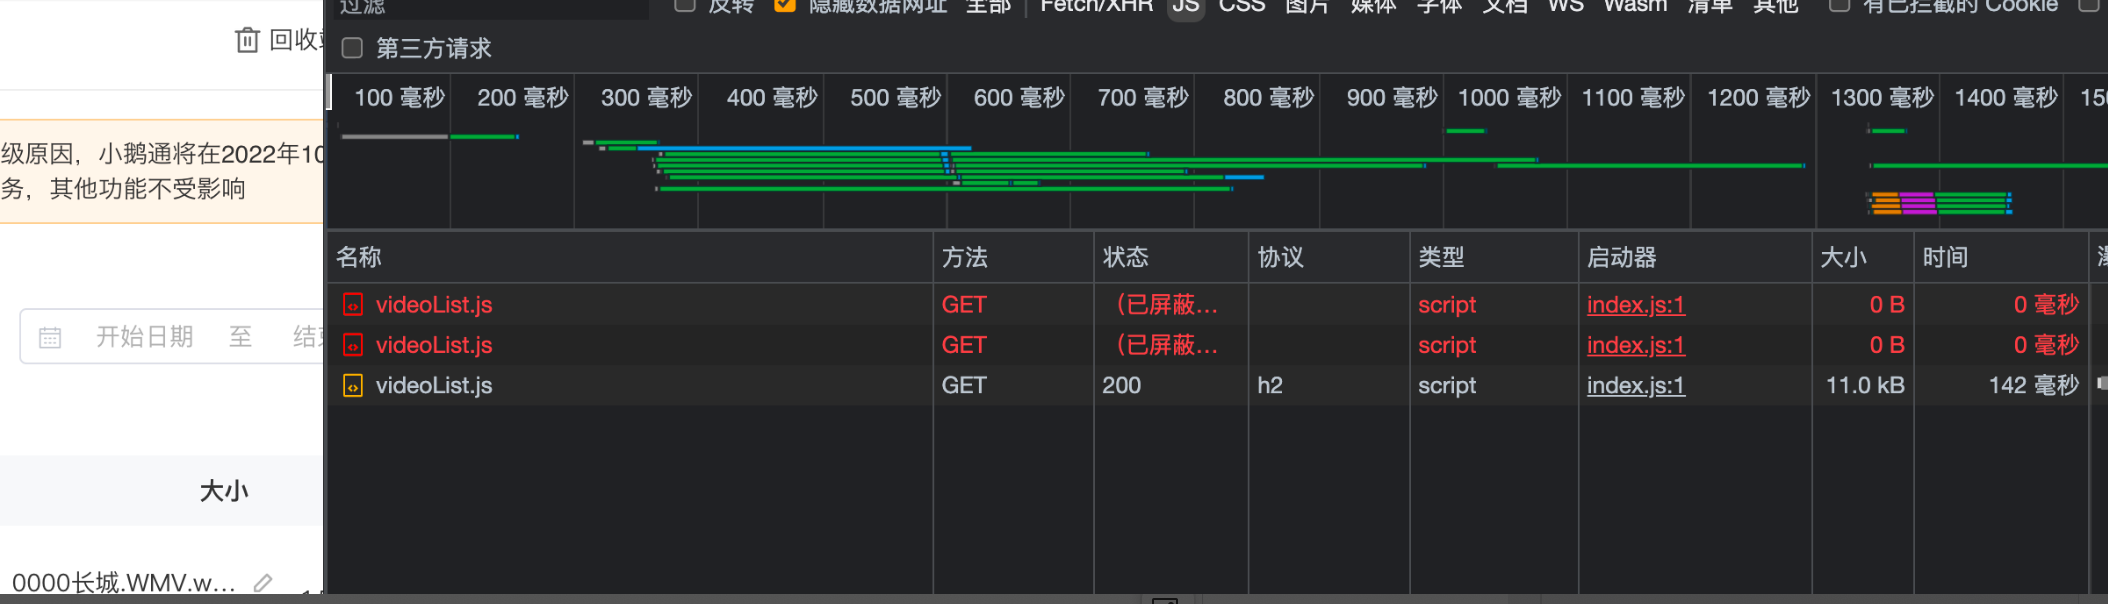 回收
级原因，小鹅通将在2022年10
务，其他功能不受影响
开始日期 至 结
大小
0000长城.WMV.w...
过滤 反转 隐藏数据网址 全部 Fetch/XHR JS CSS 图片 媒体 字体 文档 WS Wasm 清单 其他 有已拦截的 Cookie
第三方请求
100 毫秒 200 毫秒 300 毫秒 400 毫秒 500 毫秒 600 毫秒 700 毫秒 800 毫秒 900 毫秒 1000 毫秒 1100 毫秒 1200 毫秒 1300 毫秒 1400 毫秒 150
名称 方法 状态 协议 类型 启动器 大小 时间
videoList.js GET （已屏蔽... script index.js:1 0 B 0 毫秒
videoList.js GET （已屏蔽... script index.js:1 0 B 0 毫秒
videoList.js GET 200 h2 script index.js:1 11.0 kB 142 毫秒